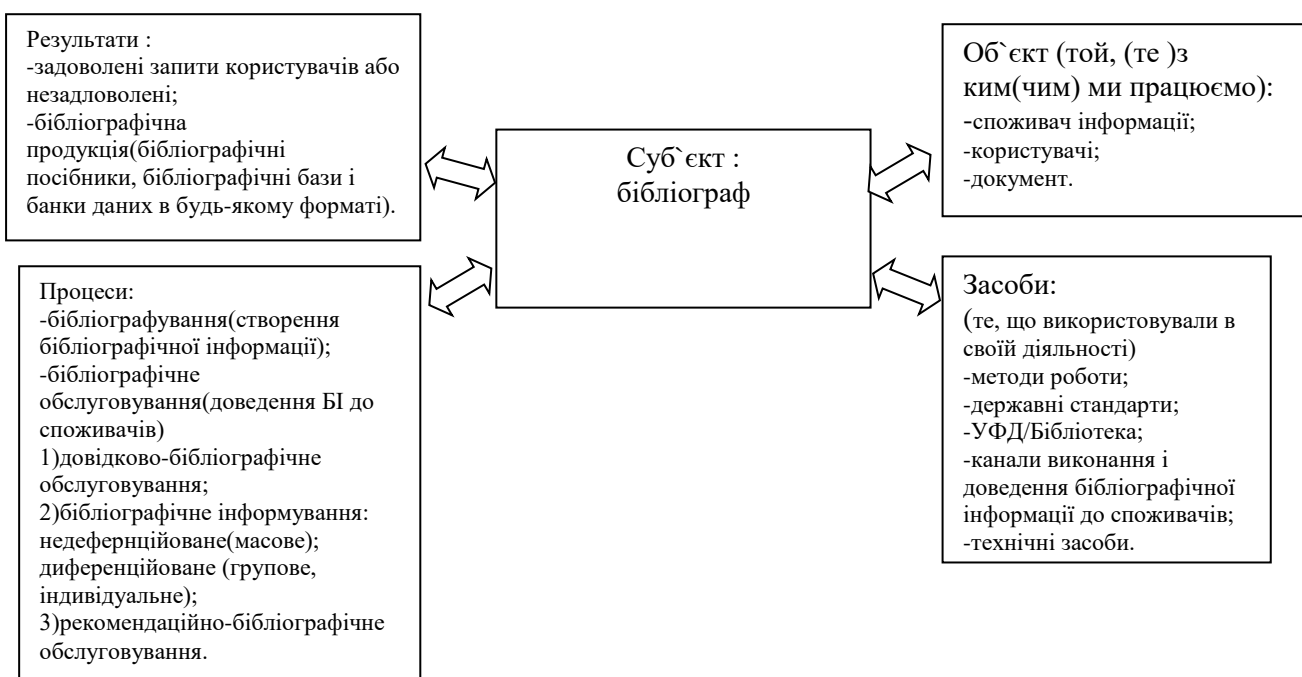 Результати :
-задоволені запити користувачів або
незадловолені;
-бібліографічна
продукція(бібліографічні
посібники, бібліографічні бази і
банки даних в будь-якому форматі).
Суб`єкт :
бібліограф
Об`єкт (той, (те )з
ким(чим) ми працюємо):
-споживач інформації;
-користувачі;
-документ.
Процеси:
-бібліографування(створення
бібліографічної інформації);
-бібліографічне
обслуговування(доведення БІ до
споживачів)
1)довідково-бібліографічне
обслуговування;
2)бібліографічне інформування:
недефернційоване(масове);
диференційоване (групове,
індивідуальне);
3)рекомендаційно-бібліографічне
обслуговування.
Засоби:
(те, що використовували в
своїй діяльності)
-методи роботи;
-державні стандарти;
-УФД/Бібліотека;
-канали виконання і
доведення бібліографічної
інформації до споживачів;
-технічні засоби.